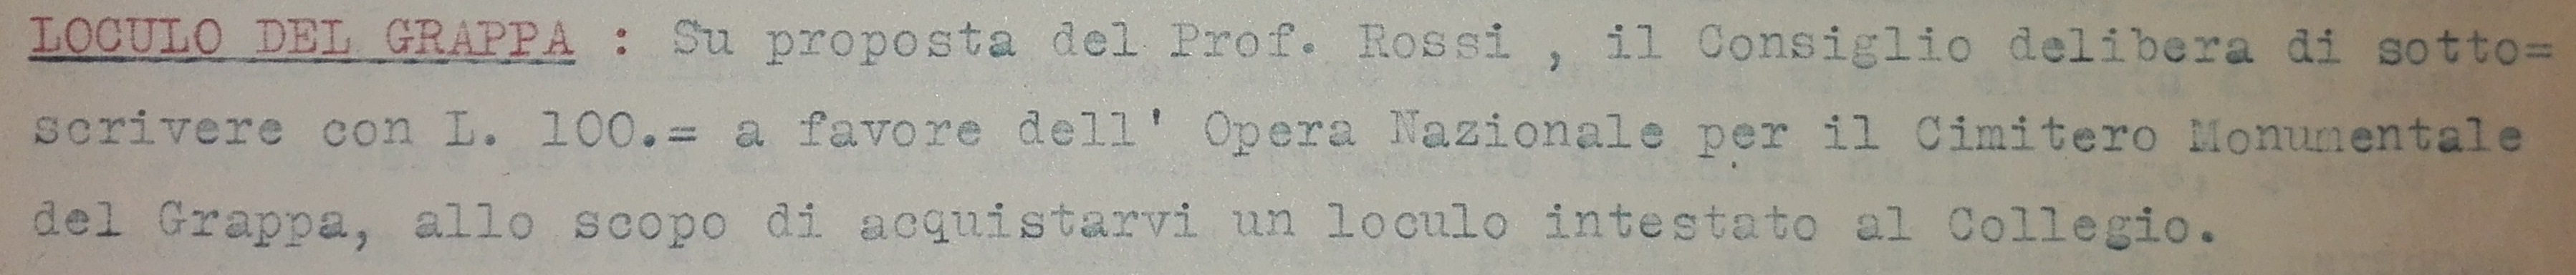 LOCULO DEL GRAPPA : Su proposta del Prof. Rossi , il Consiglio delibera di sotto=
scrivere con L. 100.= a favore dell' Opera Nazionale per il Cimitero Monumentale
del Grappa, allo scopo di acquistarvi un loculo intestato al Collegio.